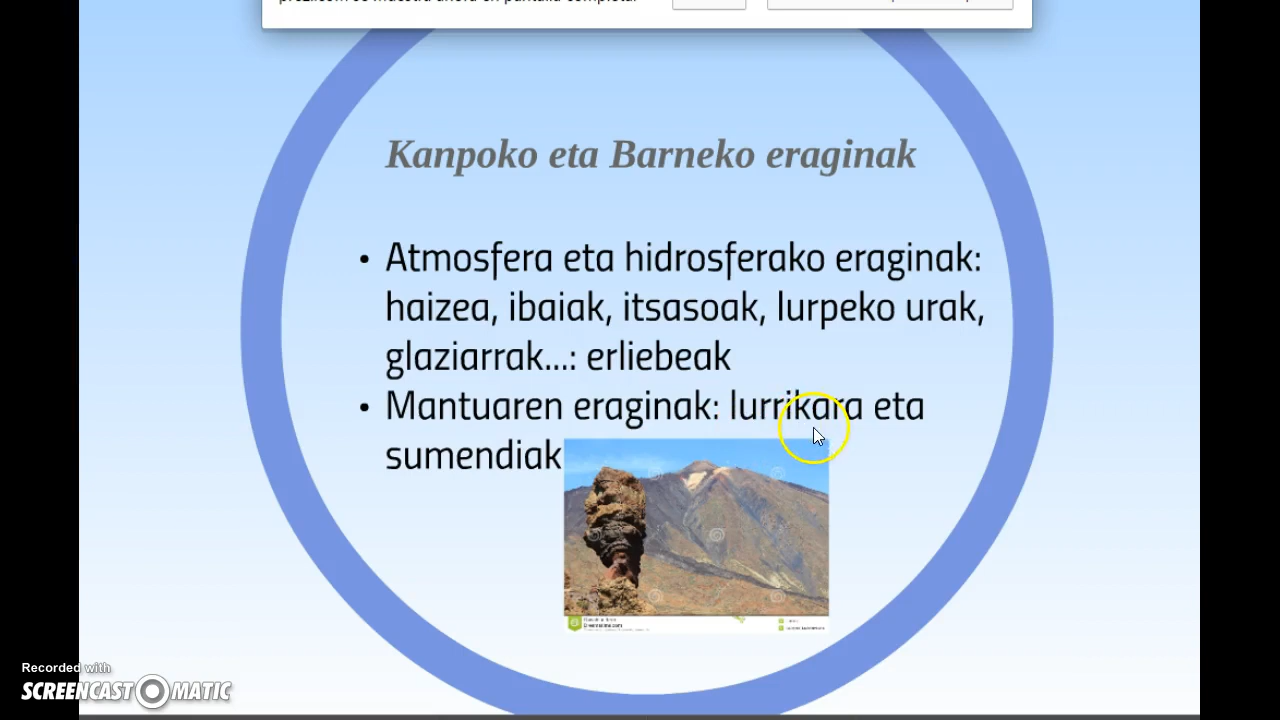 Kanpoko eta Barneko eraginak
• Atmosfera eta hidrosferako eraginak:
haizea, ibaiak, itsasoak, lurpeko urak,
glaziarrak...: erliebeak
• Mantuaren eraginak: lurrikara eta
sumendiak
Recorded with
SCREENCAST MATIC